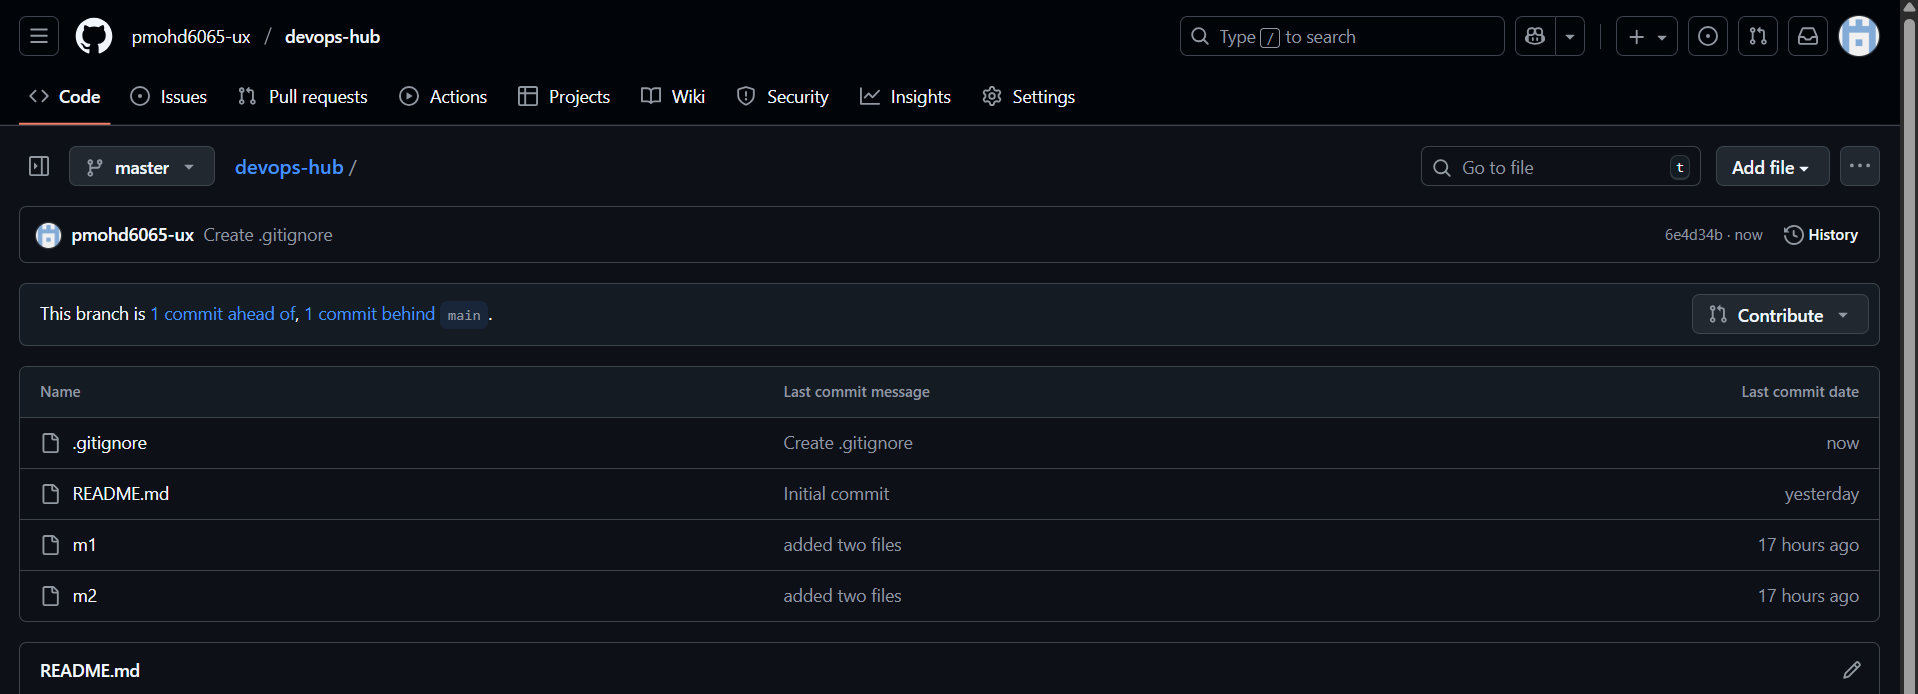 pmohd6065-ux / devops-hub Type / to search
Code Issues Pull requests Actions Projects Wiki Security Insights Settings
master devops-hub / Go to file t Add file
pmohd6065-ux Create .gitignore 6e4d34b · now History
This branch is 1 commit ahead of, 1 commit behind main . Contribute
Name Last commit message Last commit date
.gitignore Create .gitignore now
README.md Initial commit yesterday
m1 added two files 17 hours ago
m2 added two files 17 hours ago
README.md